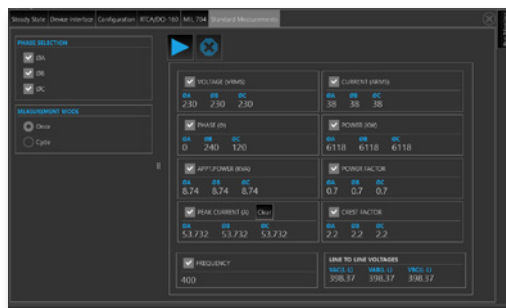 Steady State Device Interface Configuration RTCA/DO-160 MIL 704 Standard Measurements
PHASE SELECTION
ØA
ØB
ØC
MEASUREMENT MODE
Once
Cyclic
VOLTAGE (VRMS)
ØA ØB ØC
230 230 230
CURRENT (ARMS)
ØA ØB ØC
38 38 38
PHASE (θ)
ØA ØB ØC
0 240 120
POWER (KW)
ØA ØB ØC
6118 6118 6118
APPT.POWER (KVA)
ØA ØB ØC
8.74 8.74 8.74
POWER FACTOR
ØA ØB ØC
0.7 0.7 0.7
PEAK CURRENT (A) Clear
ØA ØB ØC
53.732 53.732 53.732
CREST FACTOR
ØA ØB ØC
2.2 2.2 2.2
FREQUENCY
400
LINE TO LINE VOLTAGES
398.37 398.37 398.37